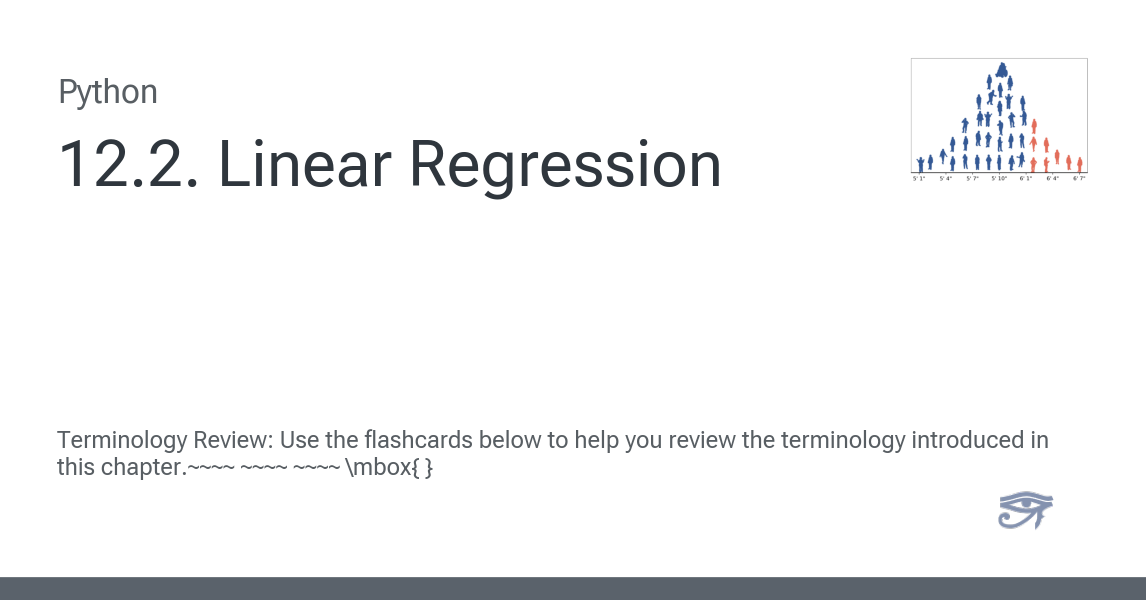 Python
12.2. Linear Regression
5' 1" 5' 4" 5' 7" 5' 10" 6' 1" 6' 4" 6' 7"
Terminology Review: Use the flashcards below to help you review the terminology introduced in
this chapter.~~~~ ~~~~ ~~~~ \mbox{ }